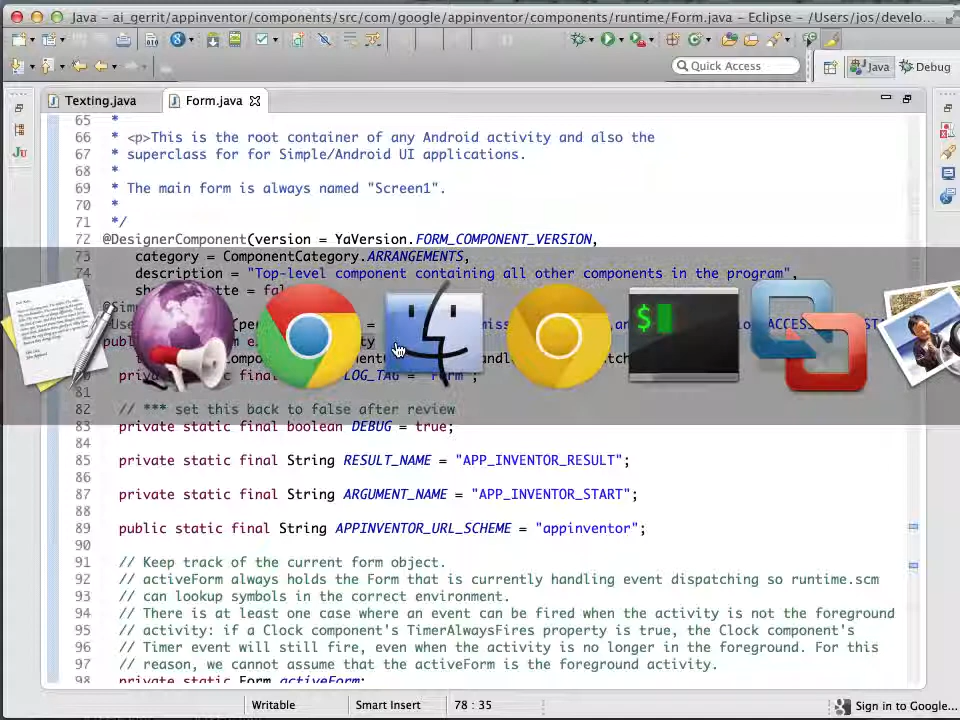 Java - ai_gerrit/appinventor/components/src/com/google/appinventor/components/runtime/Form.java - Eclipse - /Users/jos/develo...
Quick Access
Java
Debug
Texting.java
Form.java
65 *
66 * <p>This is the root container of any Android activity and also the
67 * superclass for for Simple/Android UI applications.
68 *
69 * The main form is always named "Screen1".
70 *
71 */
72 @DesignerComponent(version = YaVersion.FORM_COMPONENT_VERSION,
73 category = ComponentCategory.ARRANGEMENTS,
74 description = "Top-level component containing all other components in the program",
81
82 // *** set this back to false after review
83 private static final boolean DEBUG = true;
84
85 private static final String RESULT_NAME = "APP_INVENTOR_RESULT";
86
87 private static final String ARGUMENT_NAME = "APP_INVENTOR_START";
88
89 public static final String APPINVENTOR_URL_SCHEME = "appinventor";
90
91 // Keep track of the current form object.
92 // activeForm always holds the Form that is currently handling event dispatching so runtime.scm
93 // can lookup symbols in the correct environment.
94 // There is at least one case where an event can be fired when the activity is not the foreground
95 // activity: if a Clock component's TimerAlwaysFires property is true, the Clock component's
96 // Timer event will still fire, even when the activity is no longer in the foreground. For this
97 // reason, we cannot assume that the activeForm is the foreground activity.
98 private static Form activeForm;
Writable
Smart Insert
78 : 35
Sign in to Google...